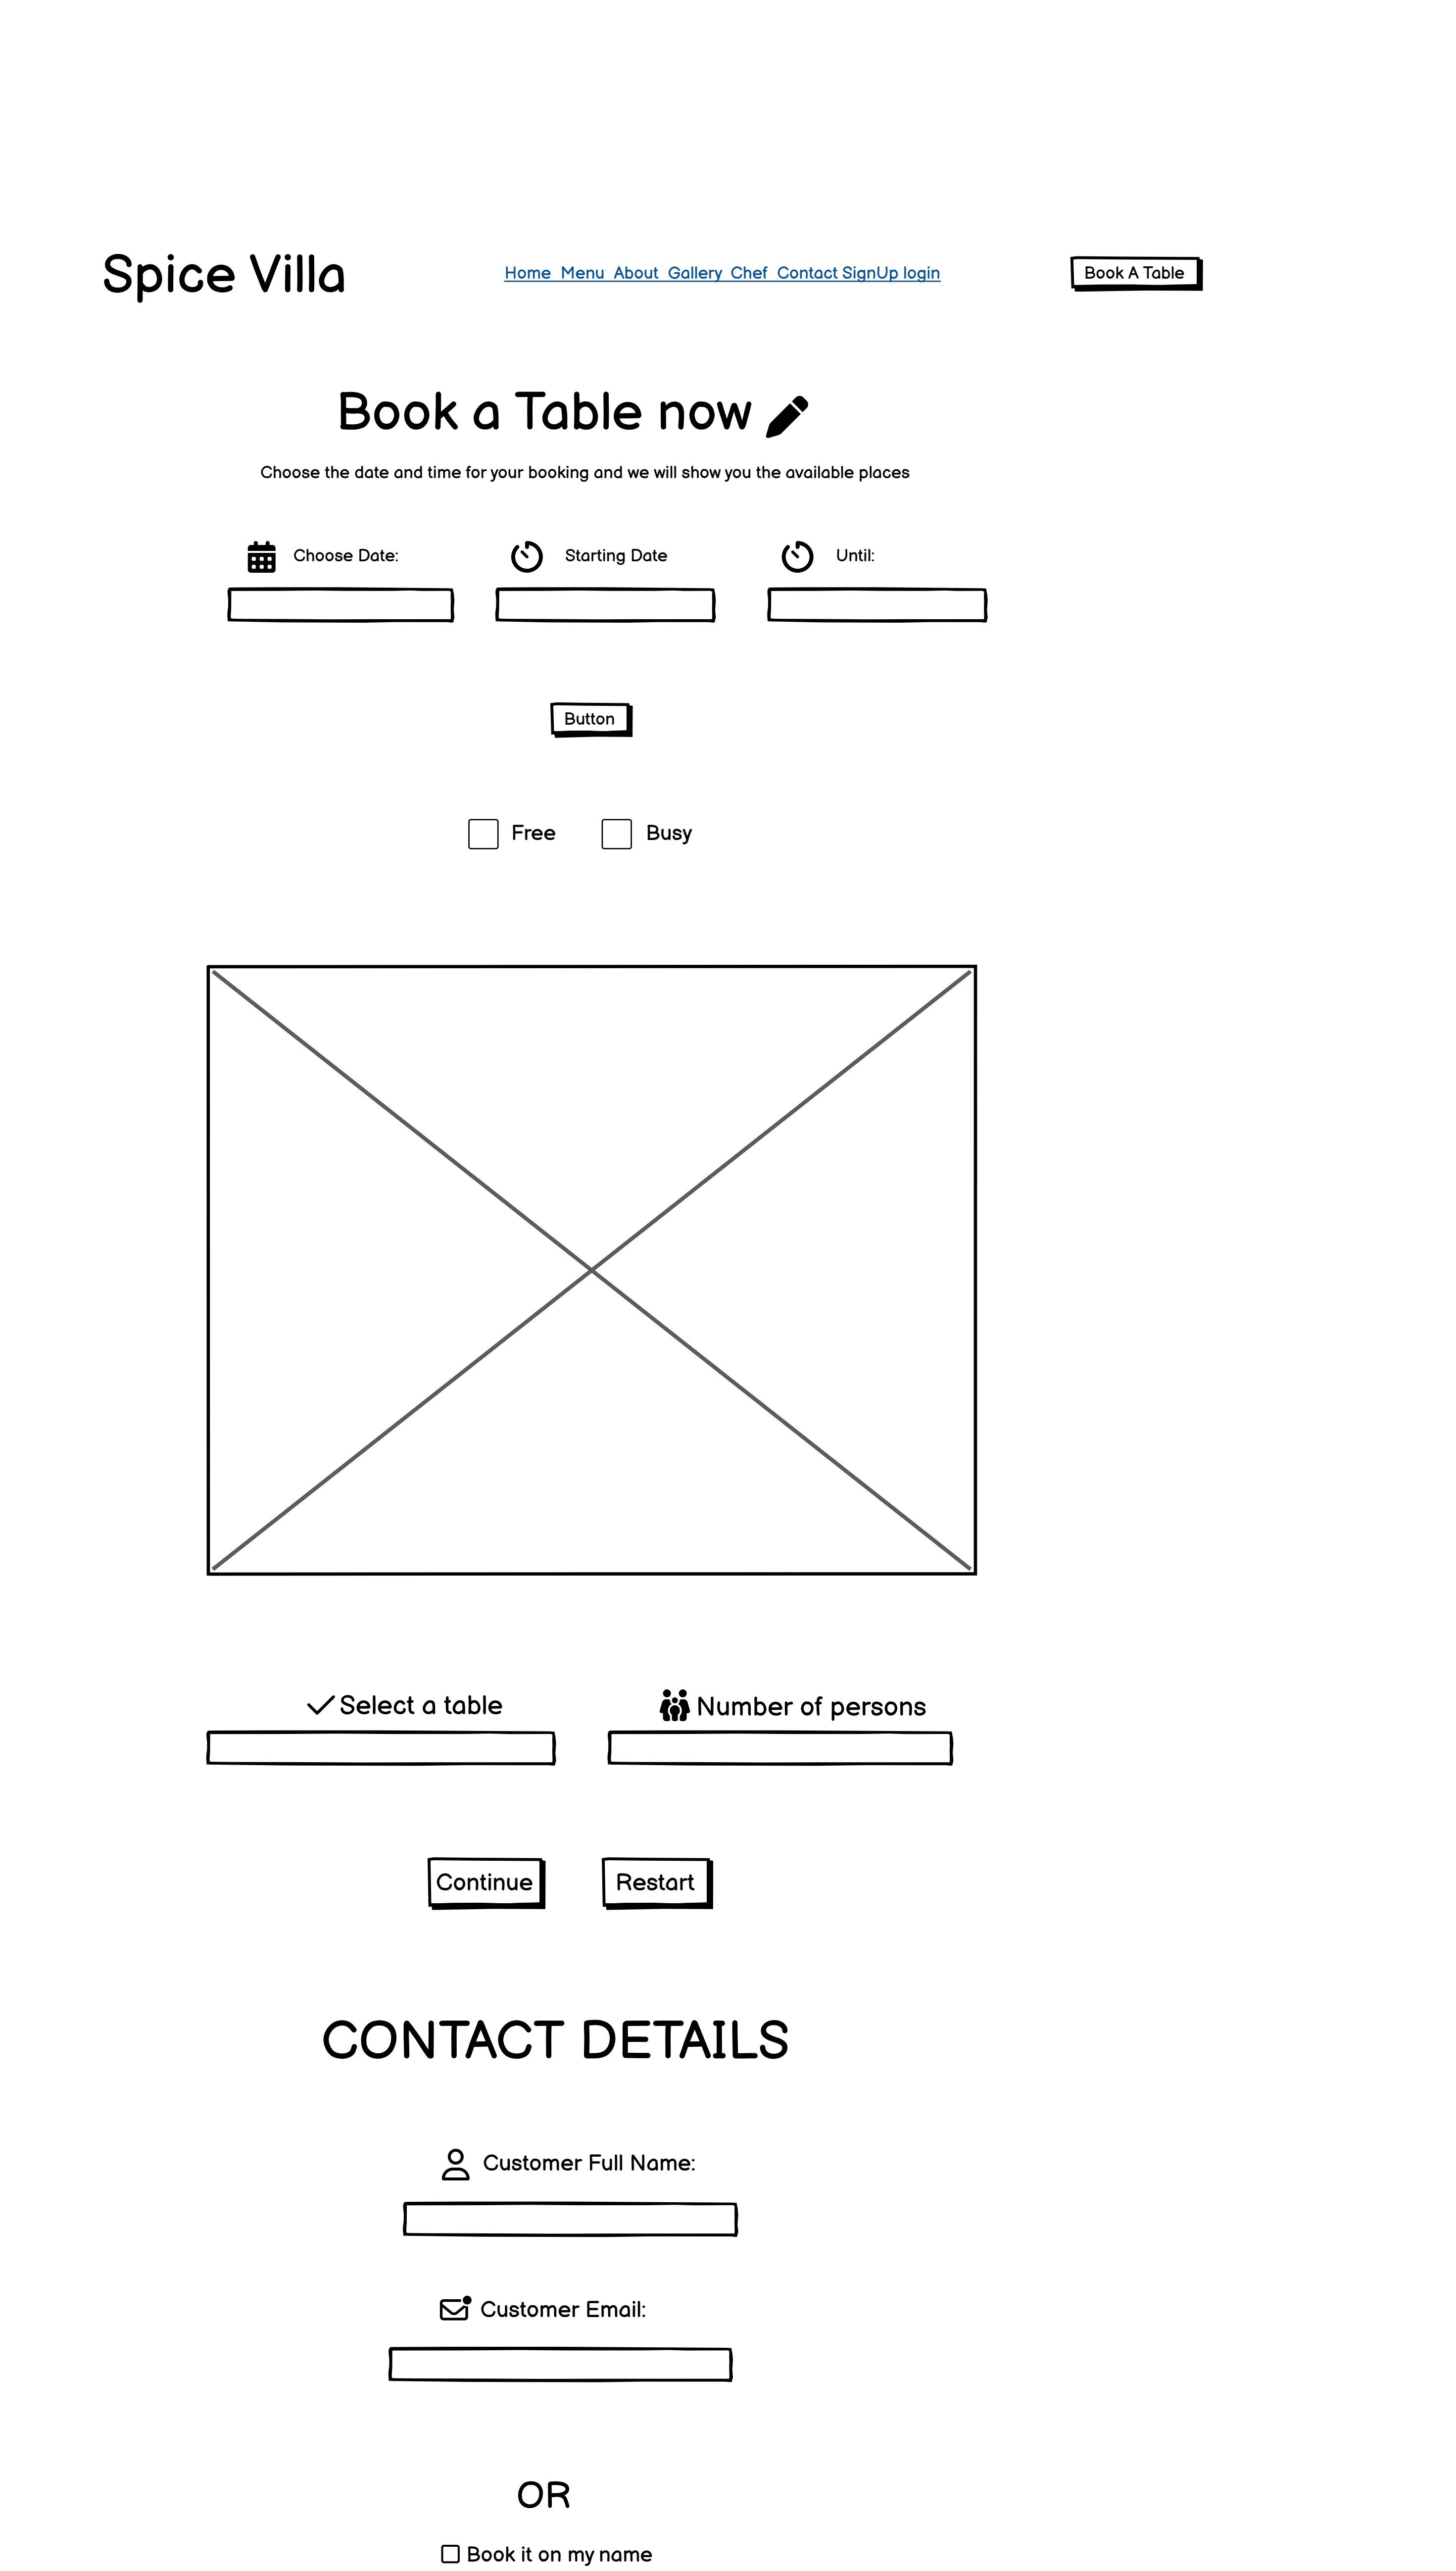 Spice Villa
Home Menu About Gallery Chef Contact SignUp login
Book A Table
Book a Table now
Choose the date and time for your booking and we will show you the available places
Choose Date:
Starting Date
Until:
Button
Free
Busy
Select a table
Number of persons
Continue
Restart
CONTACT DETAILS
Customer Full Name:
Customer Email:
OR
Book it on my name